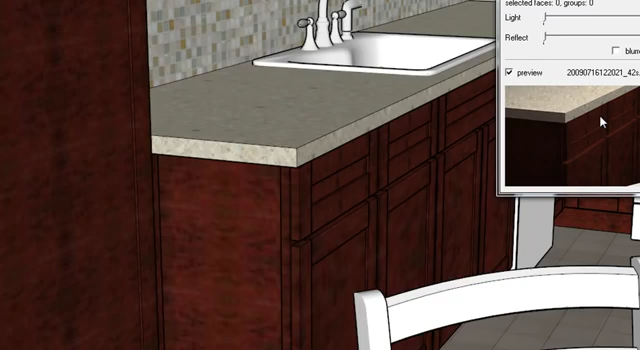 selected faces: 0, groups: 0
Light
Reflect
preview
20090716122021_42s.